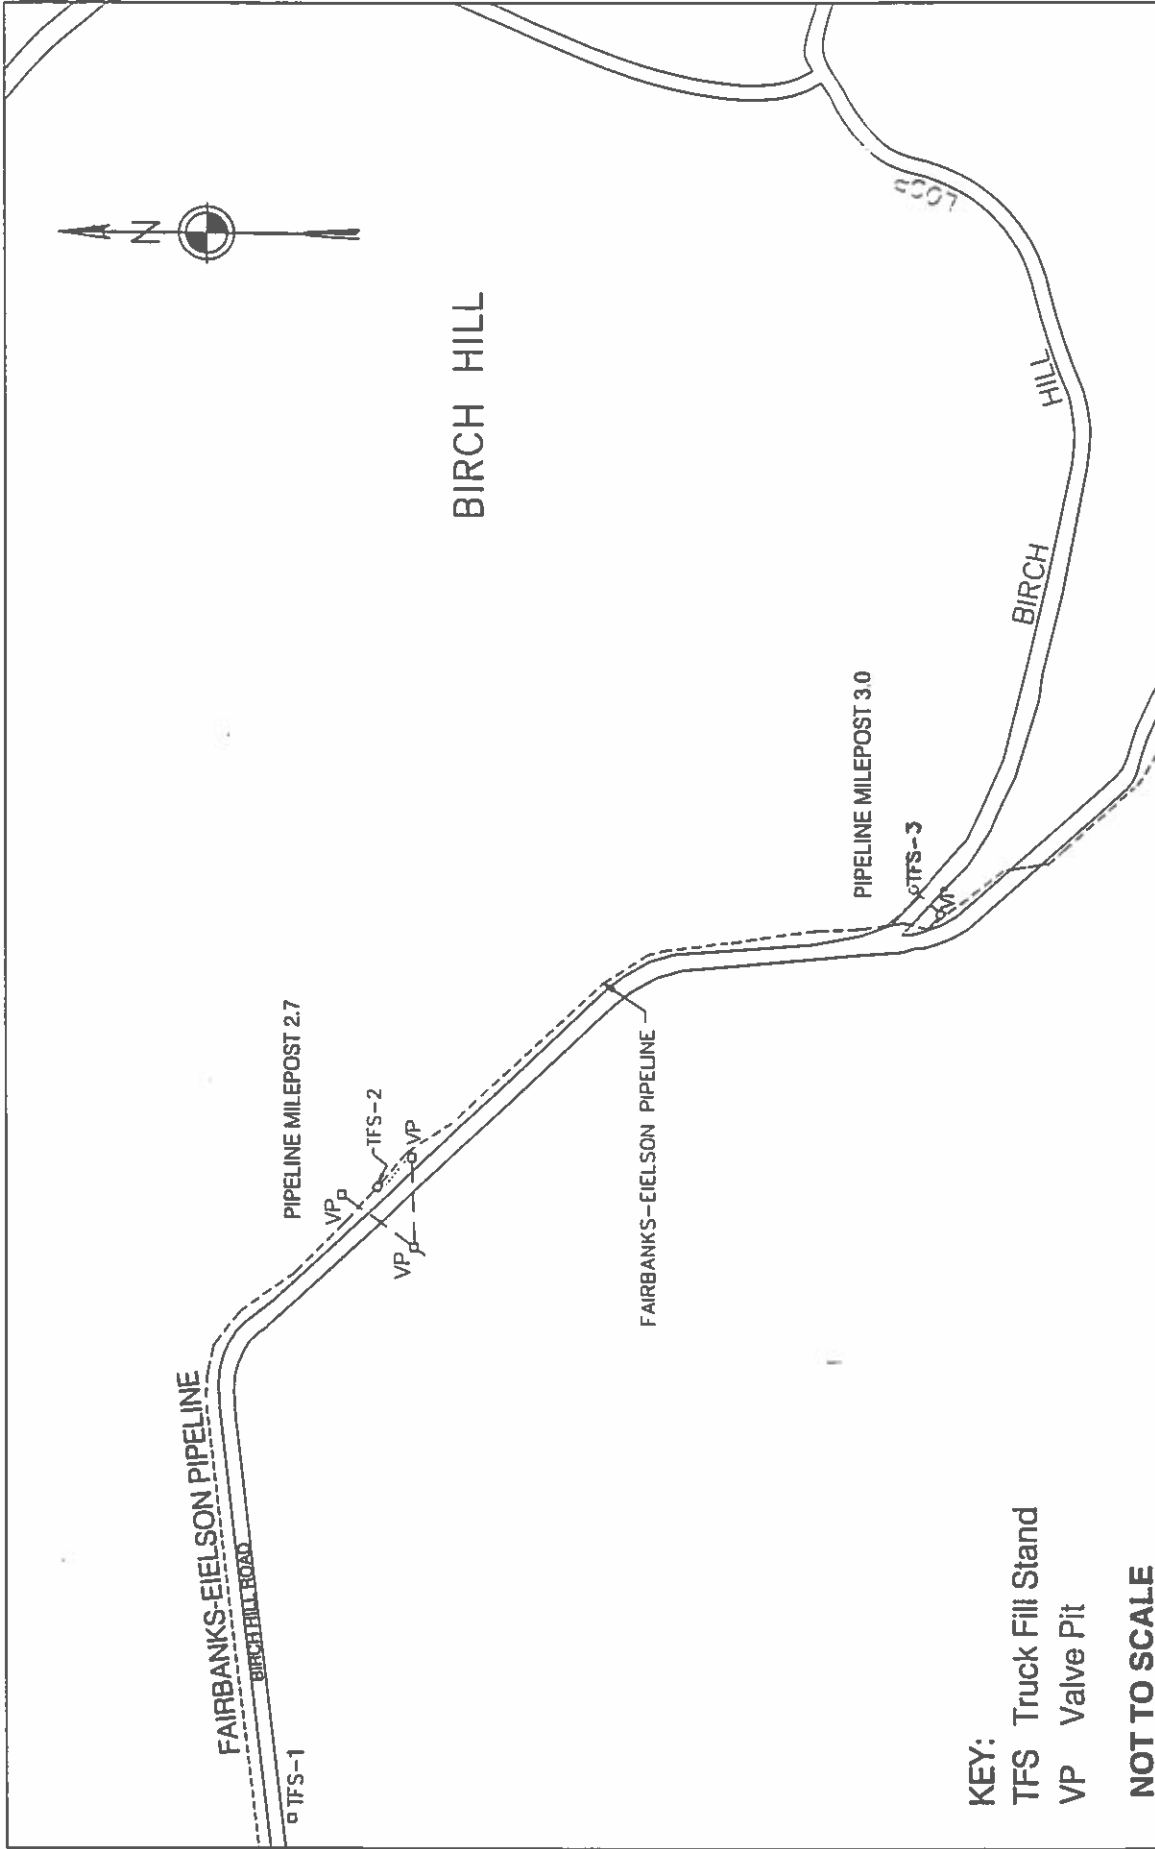 N
BIRCH HILL
FAIRBANKS-EIELSON PIPELINE
BIRCH HILL ROAD
TFS-1
PIPELINE MILEPOST 2.7
VP
TFS-2
VP
VP
FAIRBANKS-EIELSON PIPELINE
PIPELINE MILEPOST 3.0
TFS-3
VP
BIRCH
HILL
LOOP
KEY:
TFS Truck Fill Stand
VP Valve Pit
NOT TO SCALE